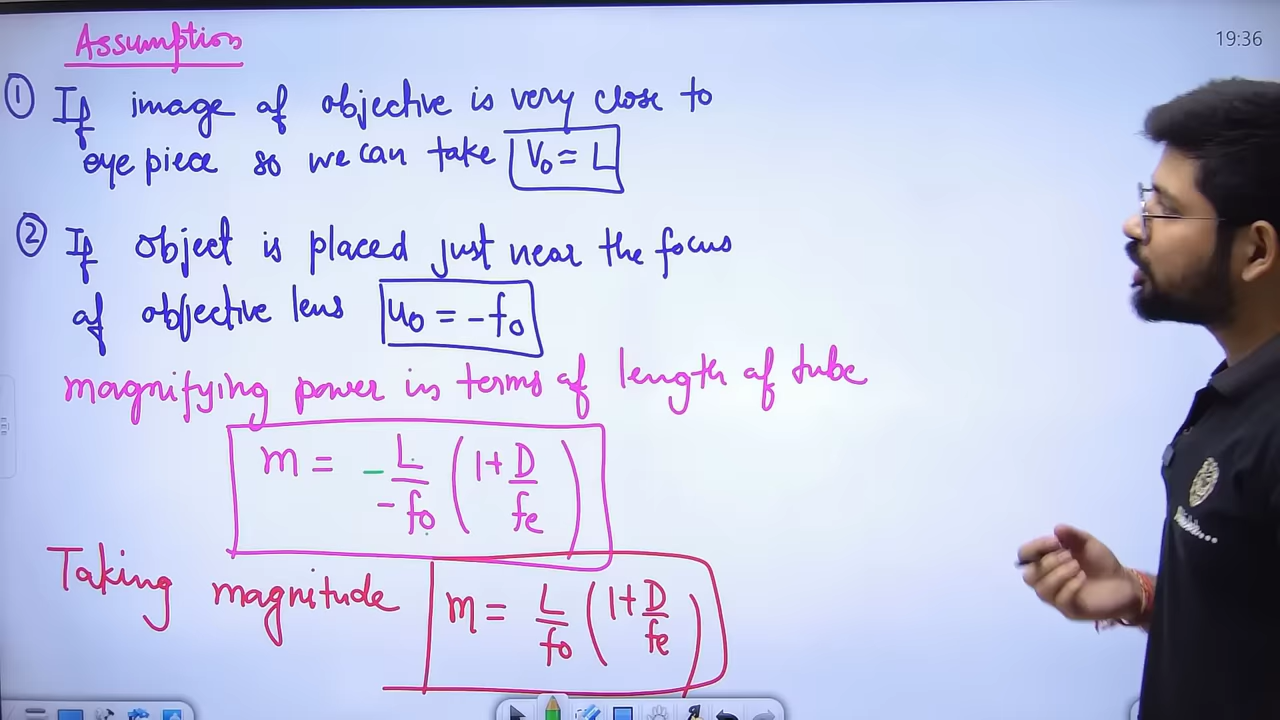 19:36
Assumption
① If image of objective is very close to
eye piece so we can take V₀ = L
② If object is placed just near the focus
of objective lens u₀ = -f₀
magnifying power in terms of length of tube
m = - L / -f₀ (1 + D / fe)
Taking magnitude m = L / f₀ (1 + D / fe)